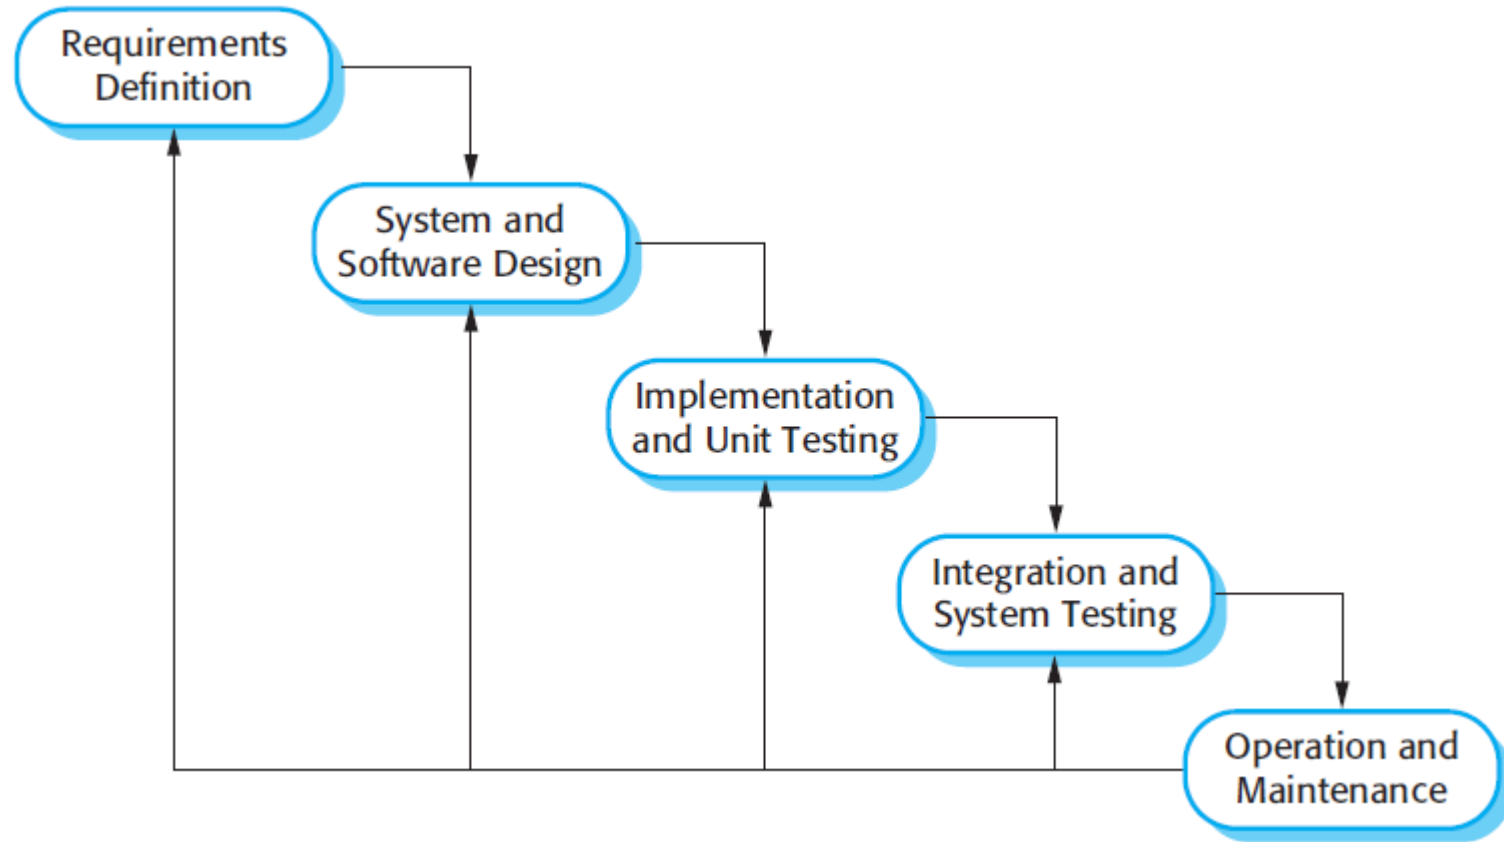 Requirements
Definition
System and
Software Design
Implementation
and Unit Testing
Integration and
System Testing
Operation and
Maintenance